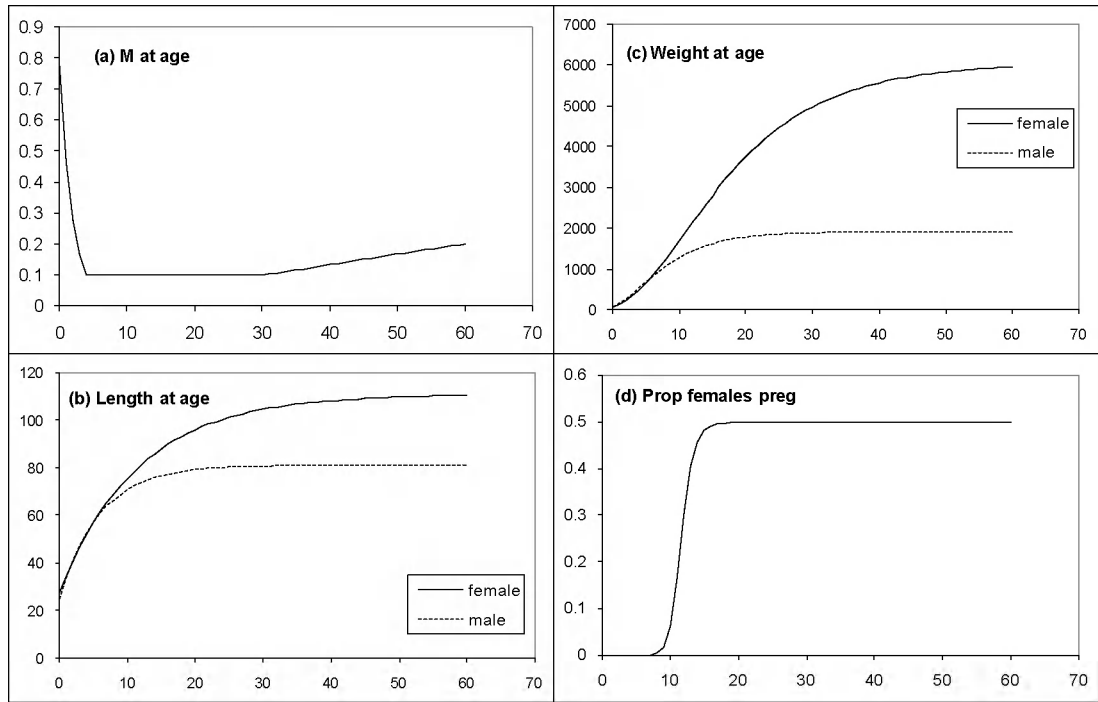 (a) M at age
0.9
0.8
0.7
0.6
0.5
0.4
0.3
0.2
0.1
0
0 10 20 30 40 50 60 70
(c) Weight at age
7000
6000
5000
4000
3000
2000
1000
0
female
male
0 10 20 30 40 50 60 70
(b) Length at age
120
100
80
60
40
20
0
female
male
0 10 20 30 40 50 60 70
(d) Prop females preg
0.6
0.5
0.4
0.3
0.2
0.1
0
0 10 20 30 40 50 60 70